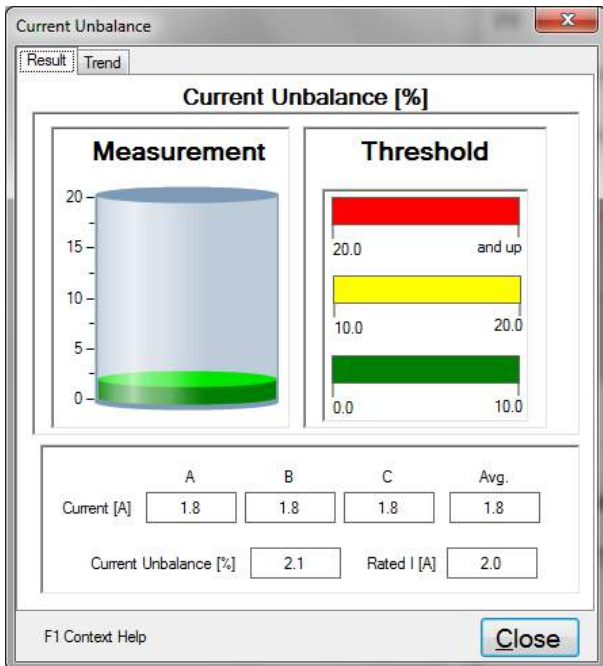 Current Unbalance
Result Trend
Current Unbalance [%]
Measurement
20
15
10
5
0
Threshold
20.0 and up
10.0 20.0
0.0 10.0
A B C Avg.
Current [A] 1.8 1.8 1.8 1.8
Current Unbalance [%] 2.1 Rated I [A] 2.0
F1 Context Help Close